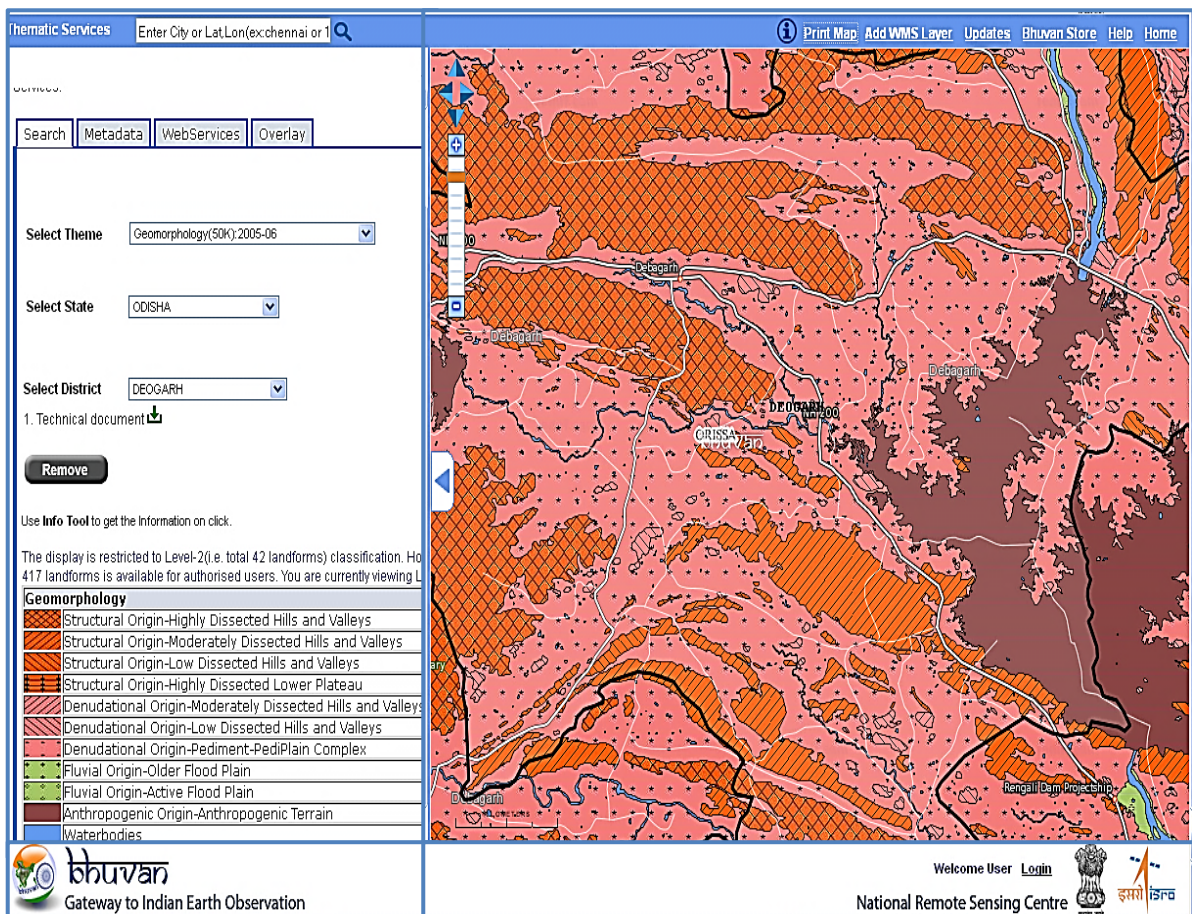 Thematic Services
Enter City or Lat,Lon(ex:chennai or 1
Print Map Add WMS Layer Updates Bhuvan Store Help Home
Search Metadata WebServices Overlay
Select Theme Geomorphology(50K):2005-06
Select State ODISHA
Select District DEOGARH
1. Technical document
Remove
Use Info Tool to get the Information on click.
The display is restricted to Level-2(i.e. total 42 landforms) classification. Ho
417 landforms is available for authorised users. You are currently viewing L
Geomorphology
Structural Origin-Highly Dissected Hills and Valleys
Structural Origin-Moderately Dissected Hills and Valleys
Structural Origin-Low Dissected Hills and Valleys
Structural Origin-Highly Dissected Lower Plateau
Denudational Origin-Moderately Dissected Hills and Valleys
Denudational Origin-Low Dissected Hills and Valleys
Denudational Origin-Pediment-PediPlain Complex
Fluvial Origin-Older Flood Plain
Fluvial Origin-Active Flood Plain
Anthropogenic Origin-Anthropogenic Terrain
Waterbodies
Debagarh
Debagarh
Debagarh
DEOGARH
NH 200
ORISSA
bhuvan
Debagarh
Rengali Dam Projectship
bhuvan
Gateway to Indian Earth Observation
Welcome User Login
National Remote Sensing Centre
इसरो isro